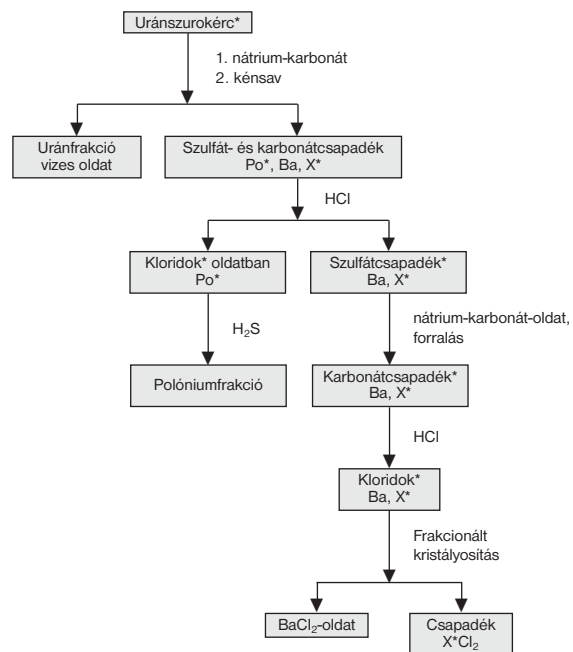 Uránszurokérc*
1. nátrium-karbonát
2. kénsav
Uránfrakció
vizes oldat
Szulfát- és karbonátcsapadék
Po*, Ba, X*
HCl
Kloridok* oldatban
Po*
Szulfátcsapadék*
Ba, X*
H₂S
nátrium-karbonát-oldat,
forralás
Polóniumfrakció
Karbonátcsapadék*
Ba, X*
HCl
Kloridok*
Ba, X*
Frakcionált
kristályosítás
BaCl₂-oldat
Csapadék
X*Cl₂